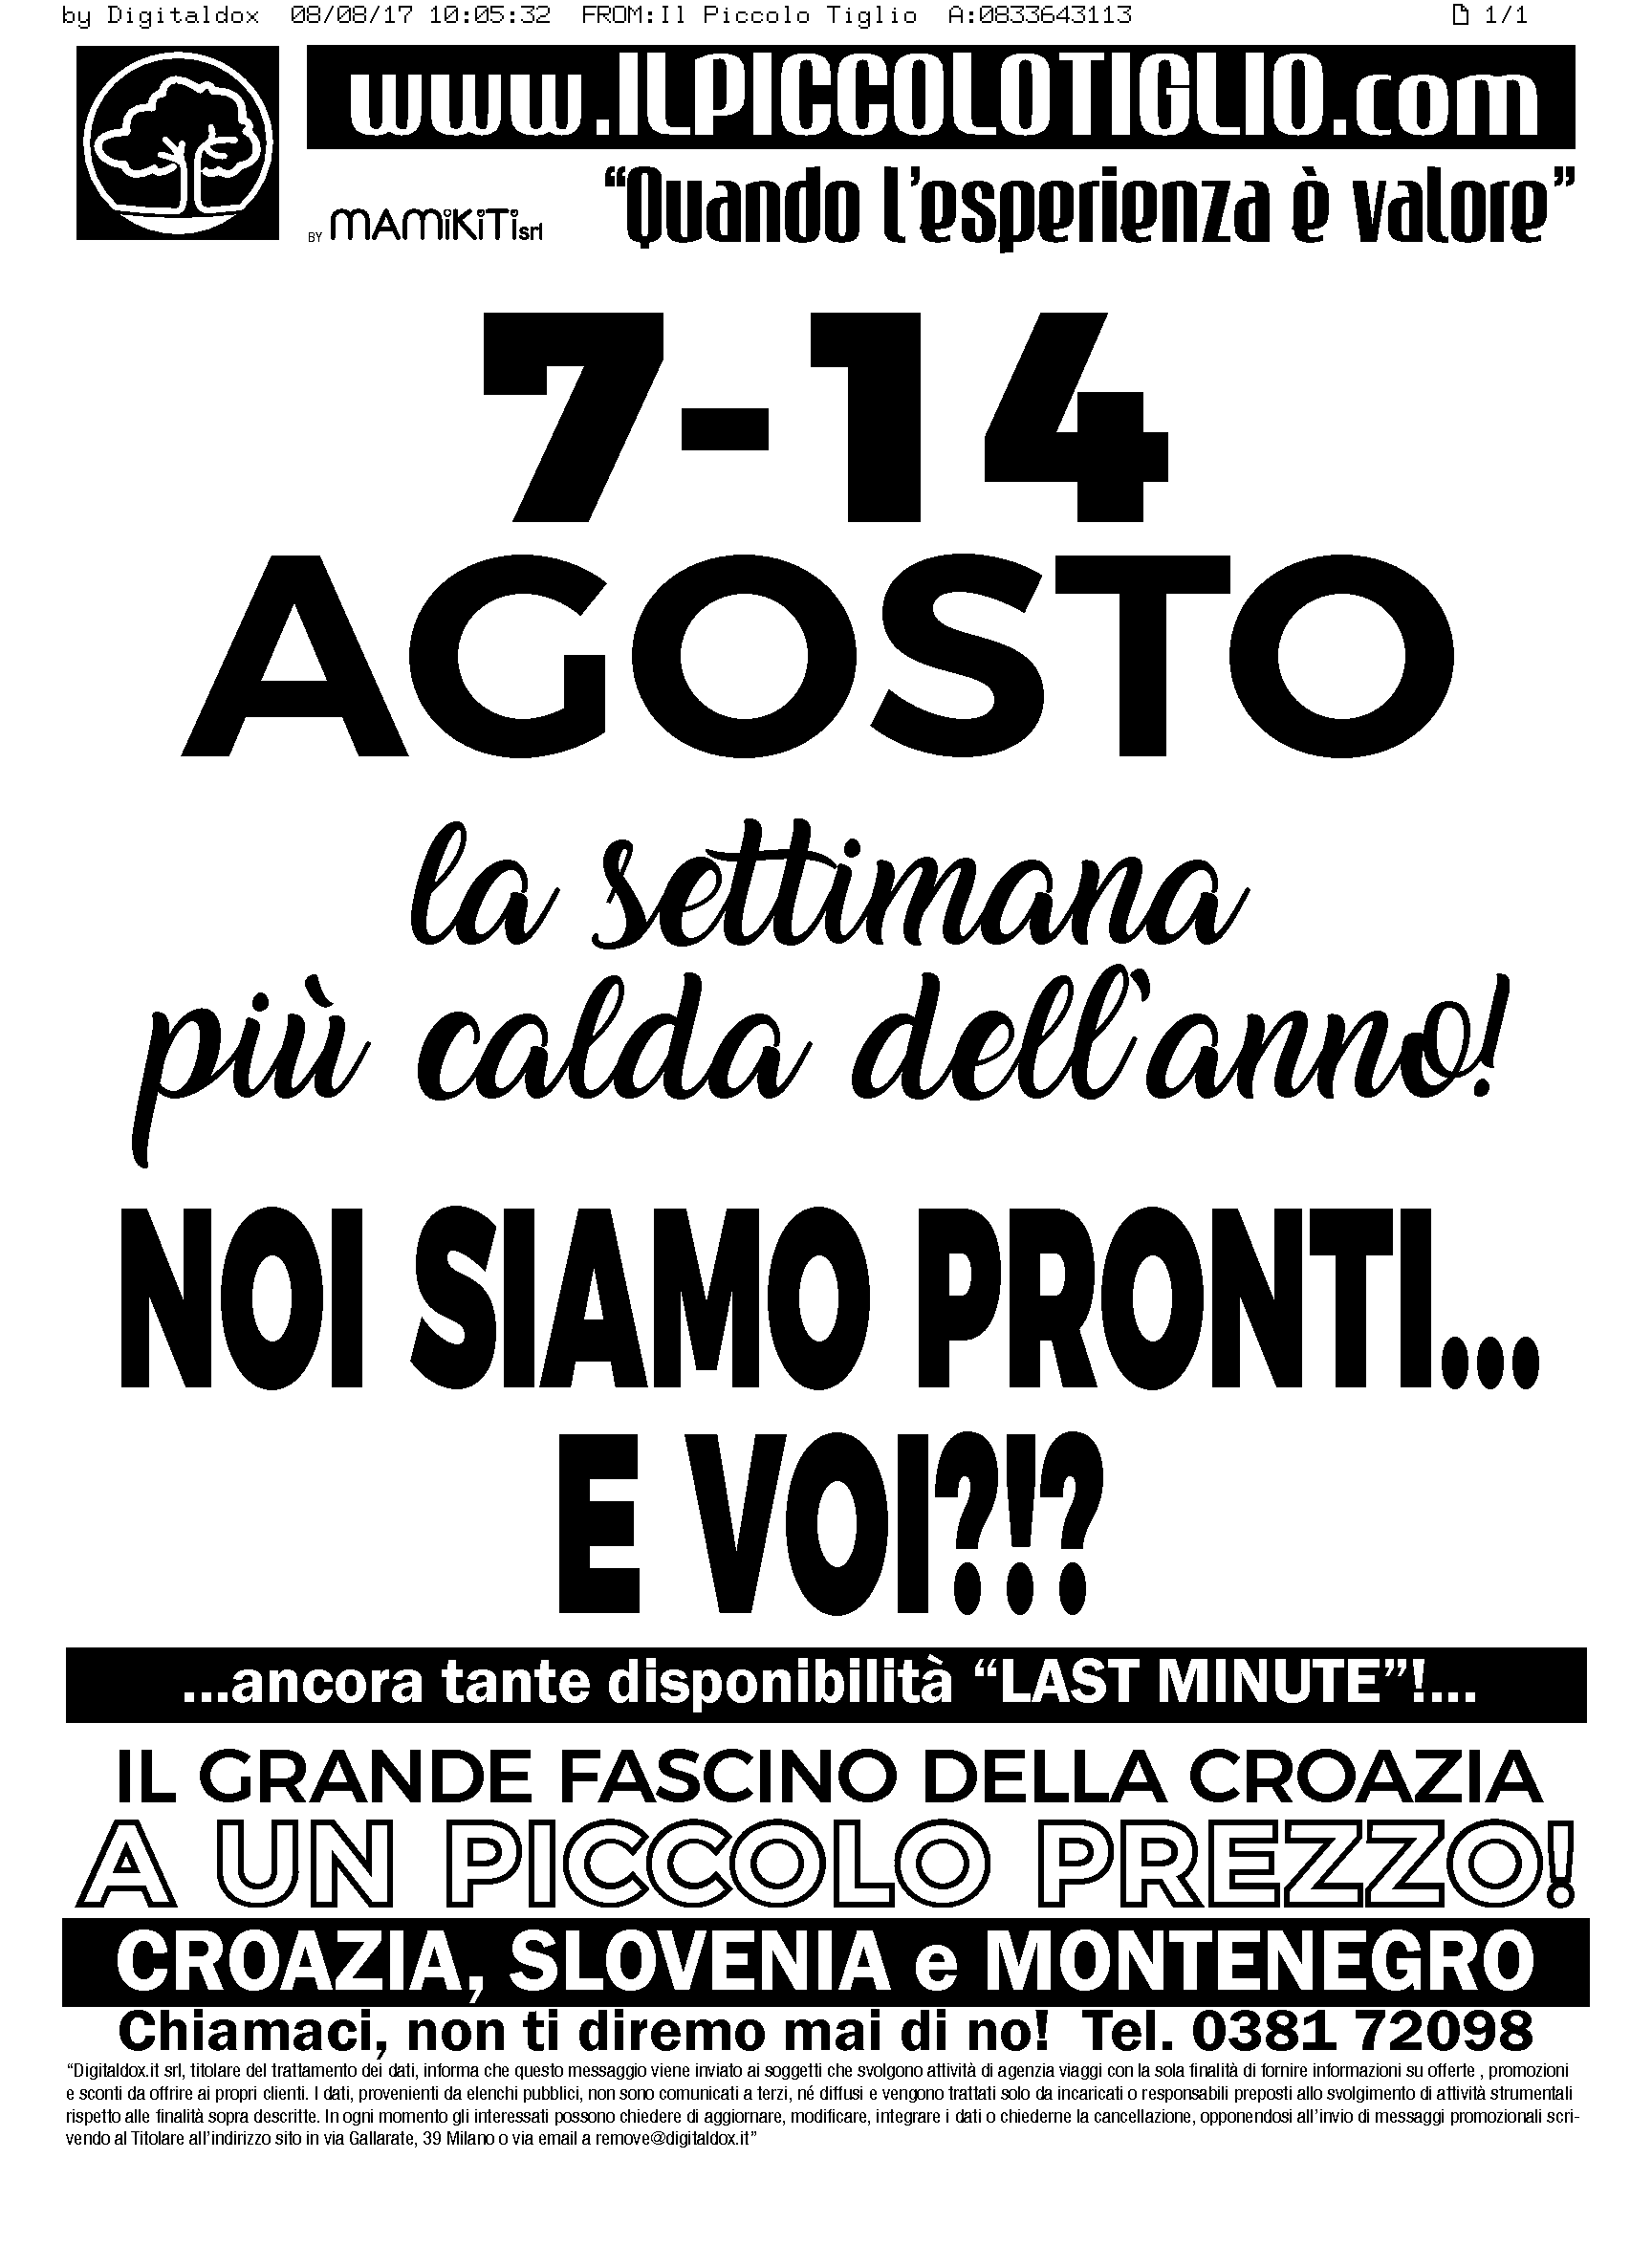 by Digitaldox 08/08/17 10:05:32 FROM:Il Piccolo Tiglio A:0833643113 1/1
www.ILPICCOLOTIGLIO.com
BY MAMiKiTi srl “Quando l’esperienza è valore”
7-14
AGOSTO
la settimana
più calda dell’anno!
NOI SIAMO PRONTI...
E VOI?!?
...ancora tante disponibilità “LAST MINUTE”!...
IL GRANDE FASCINO DELLA CROAZIA
A UN PICCOLO PREZZO!
CROAZIA, SLOVENIA e MONTENEGRO
Chiamaci, non ti diremo mai di no! Tel. 0381 72098
“Digitaldox.it srl, titolare del trattamento dei dati, informa che questo messaggio viene inviato ai soggetti che svolgono attività di agenzia viaggi con la sola finalità di fornire informazioni su offerte , promozioni
e sconti da offrire ai propri clienti. I dati, provenienti da elenchi pubblici, non sono comunicati a terzi, né diffusi e vengono trattati solo da incaricati o responsabili preposti allo svolgimento di attività strumentali
rispetto alle finalità sopra descritte. In ogni momento gli interessati possono chiedere di aggiornare, modificare, integrare i dati o chiederne la cancellazione, opponendosi all’invio di messaggi promozionali scri-
vendo al Titolare all’indirizzo sito in via Gallarate, 39 Milano o via email a remove@digitaldox.it”